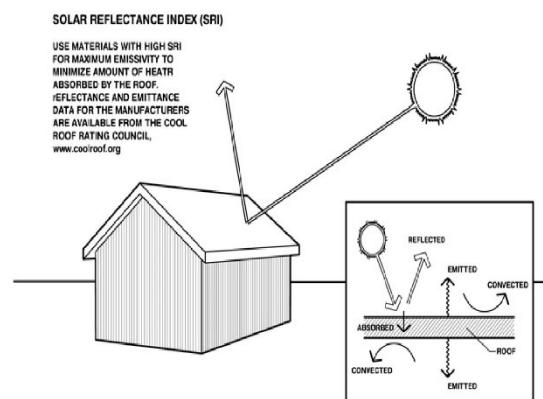 SOLAR REFLECTANCE INDEX (SRI)
USE MATERIALS WITH HIGH SRI
FOR MAXIMUM EMISSIVITY TO
MINIMIZE AMOUNT OF HEATR
ABSORBED BY THE ROOF.
rEFLECTANCE AND EMITTANCE
DATA FOR THE MANUFACTURERS
ARE AVAILABLE FROM THE COOL
ROOF RATING COUNCIL,
www.coolroof.org
REFLECTED
EMITTED
CONVECTED
ABSORBED
ROOF
CONVECTED
EMITTED